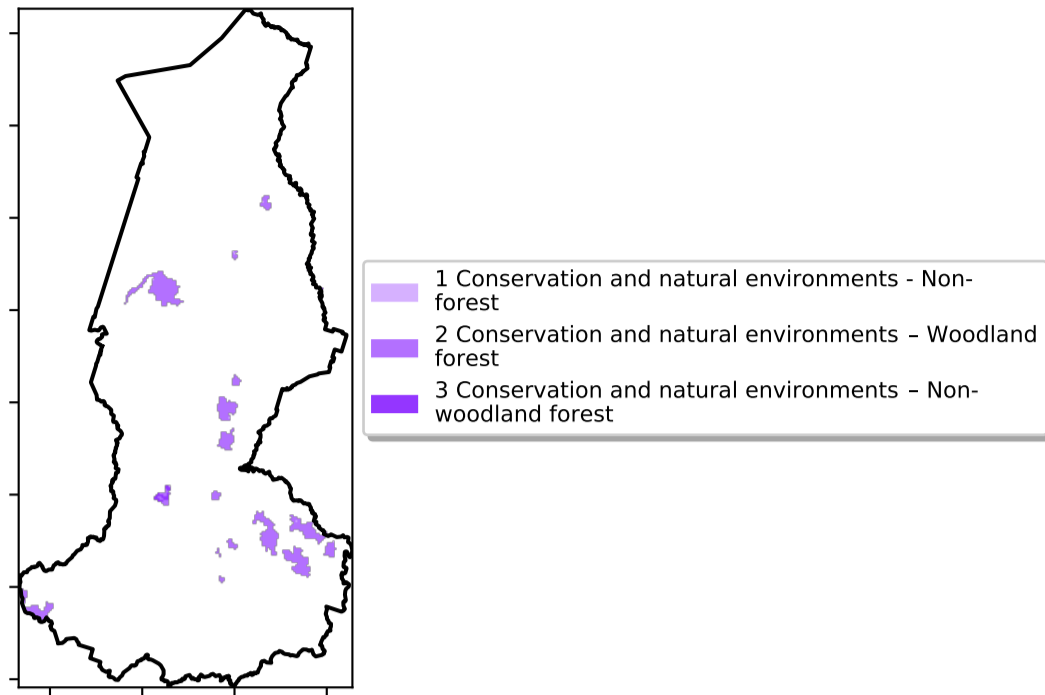 1 Conservation and natural environments - Non-
forest
2 Conservation and natural environments – Woodland
forest
3 Conservation and natural environments – Non-
woodland forest